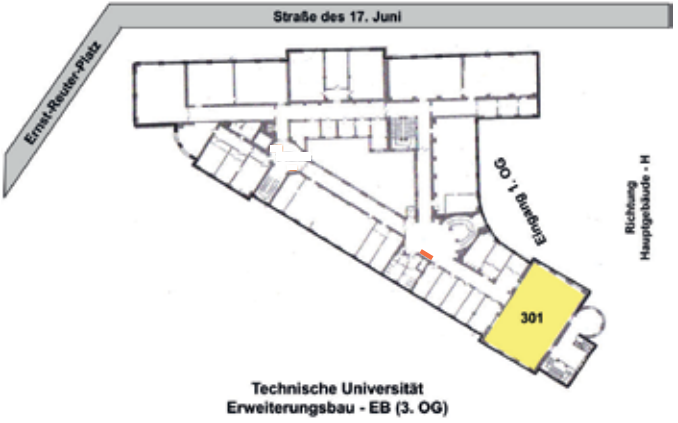 Straße des 17. Juni
Ernst-Reuter-Platz
Eingang 1. OG
Richtung
Hauptgebäude - H
301
Technische Universität
Erweiterungsbau - EB (3. OG)